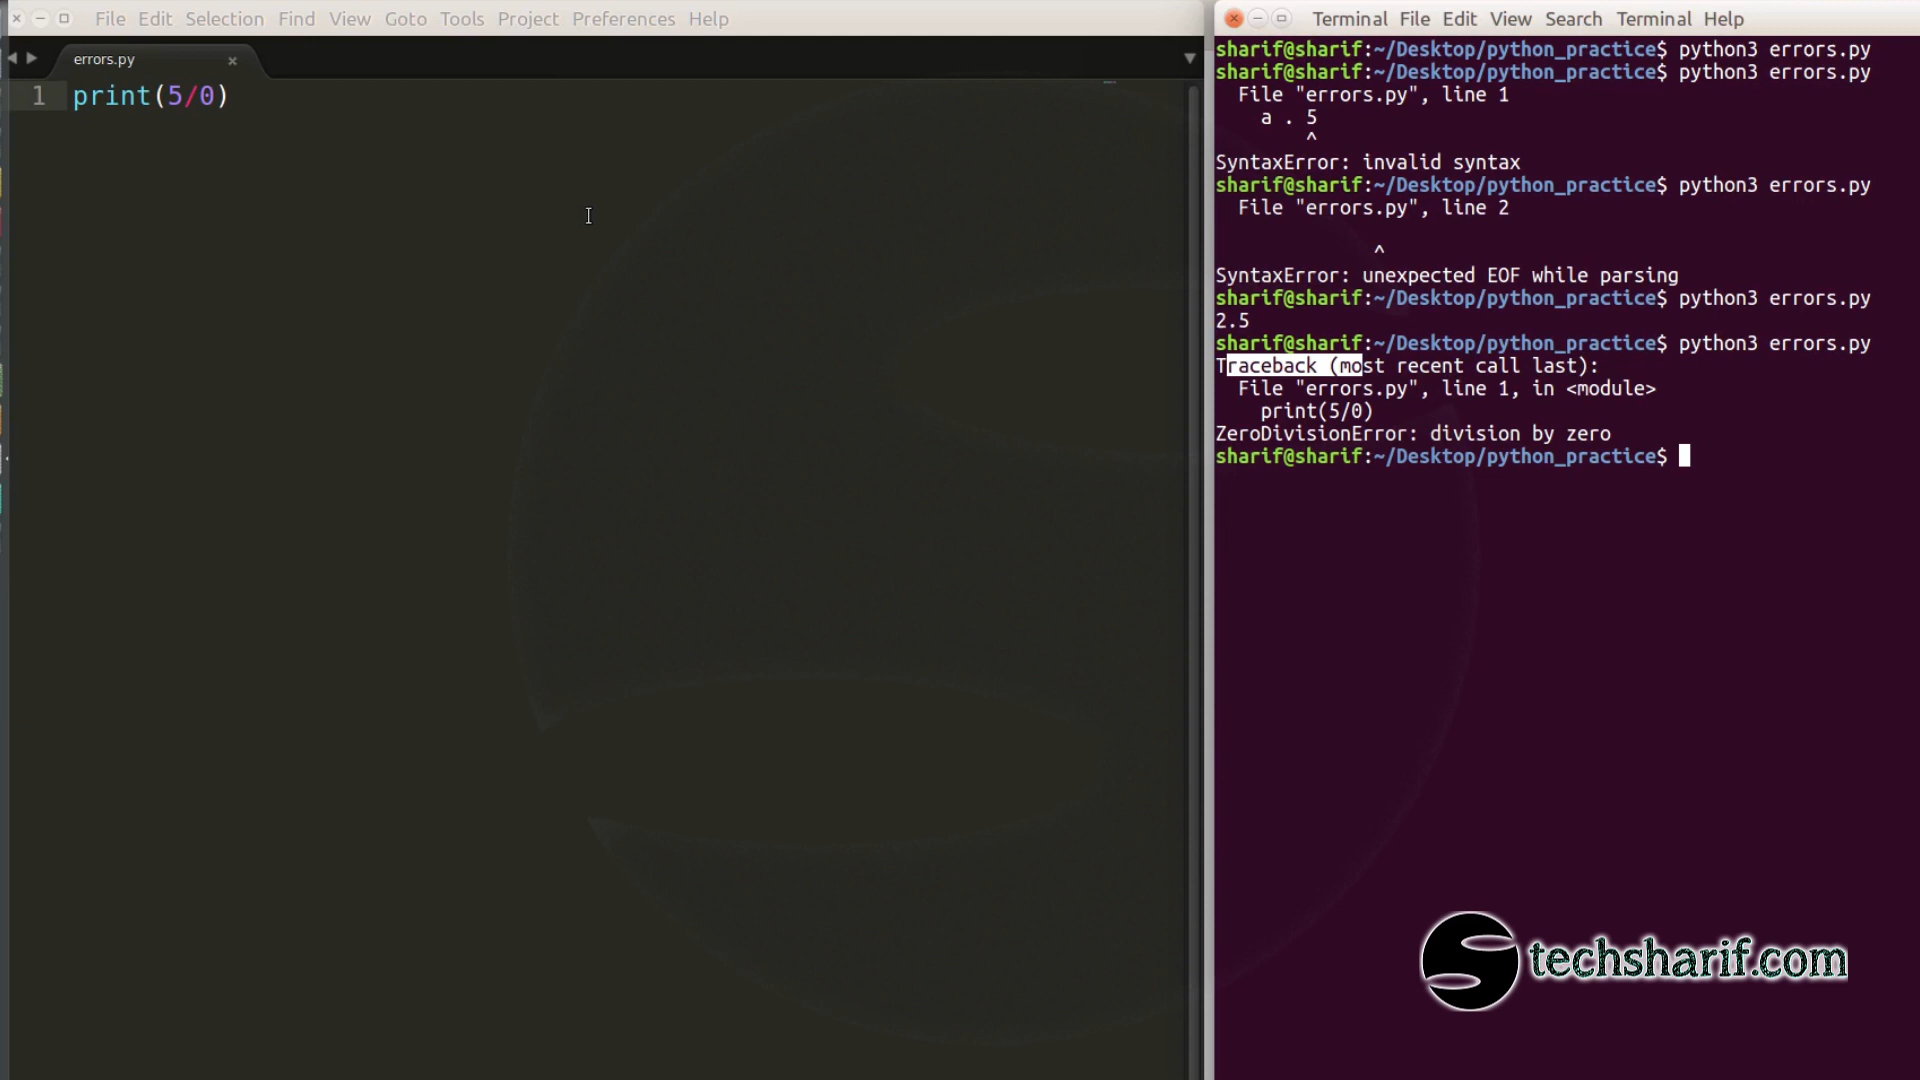 File Edit Selection Find View Goto Tools Project Preferences Help
errors.py
1 print(5/0)
Terminal File Edit View Search Terminal Help
sharif@sharif:~/Desktop/python_practice$ python3 errors.py
sharif@sharif:~/Desktop/python_practice$ python3 errors.py
File "errors.py", line 1
a . 5
^
SyntaxError: invalid syntax
sharif@sharif:~/Desktop/python_practice$ python3 errors.py
File "errors.py", line 2
^
SyntaxError: unexpected EOF while parsing
sharif@sharif:~/Desktop/python_practice$ python3 errors.py
2.5
sharif@sharif:~/Desktop/python_practice$ python3 errors.py
Traceback (most recent call last):
File "errors.py", line 1, in <module>
print(5/0)
ZeroDivisionError: division by zero
sharif@sharif:~/Desktop/python_practice$
techsharif.com